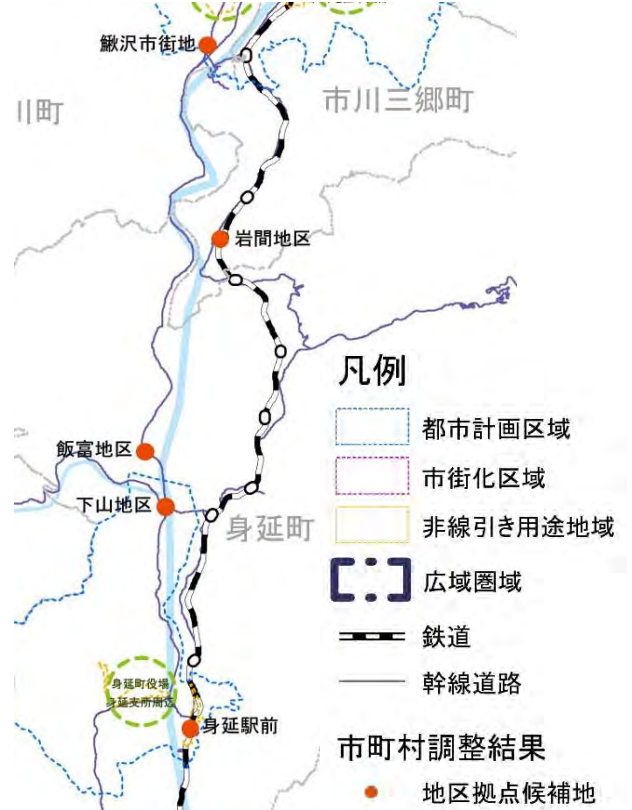 鰍沢市街地
川町
市川三郷町
岩間地区
飯富地区
下山地区
身延町
身延町役場
身延支所周辺
身延駅前
凡例
都市計画区域
市街化区域
非線引き用途地域
広域圏域
鉄道
幹線道路
市町村調整結果
地区拠点候補地